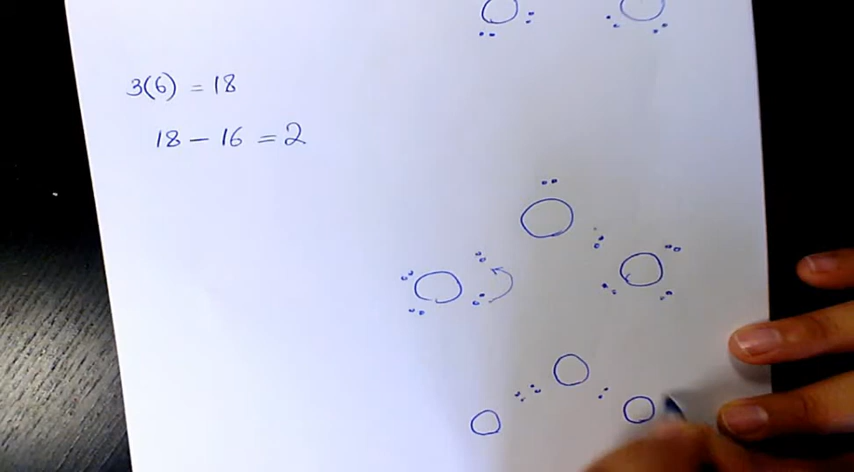 3(6) = 18
18 − 16 = 2